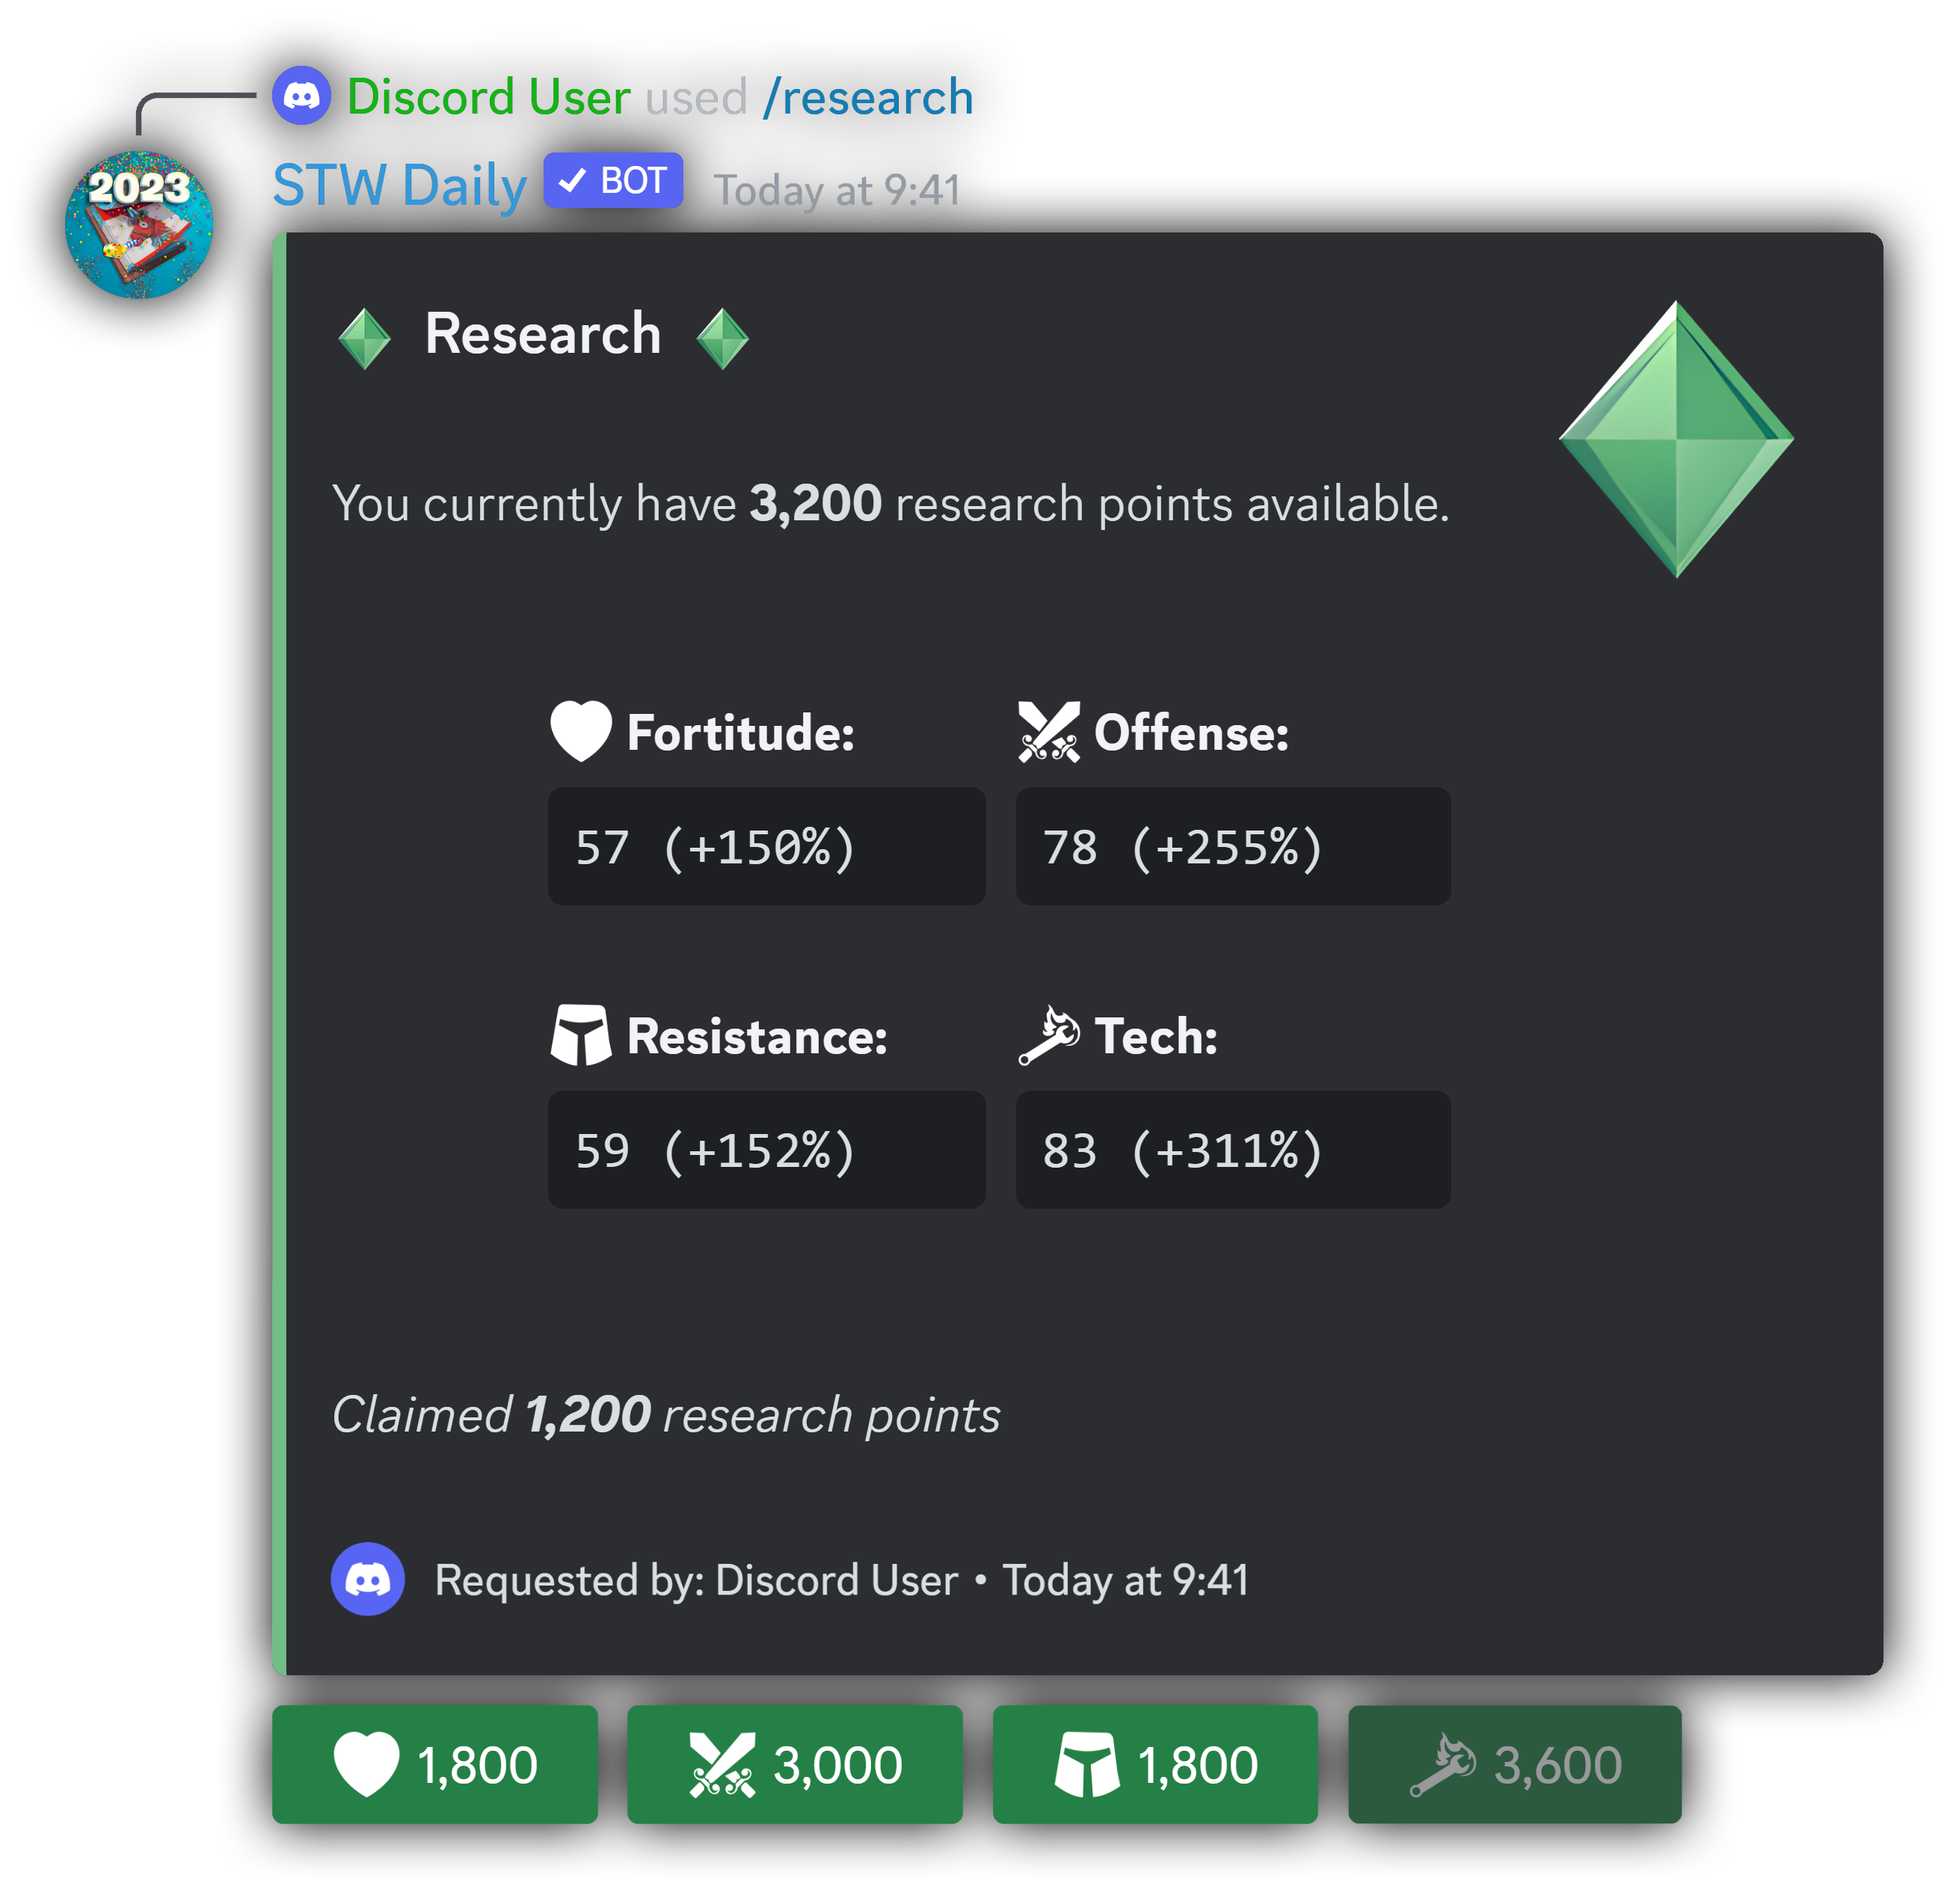 Discord User used /research
2023
STW Daily BOT Today at 9:41
Research
You currently have 3,200 research points available.
Fortitude: Offense:
57 (+150%) 78 (+255%)
Resistance: Tech:
59 (+152%) 83 (+311%)
Claimed 1,200 research points
Requested by: Discord User • Today at 9:41
1,800 3,000 1,800 3,600